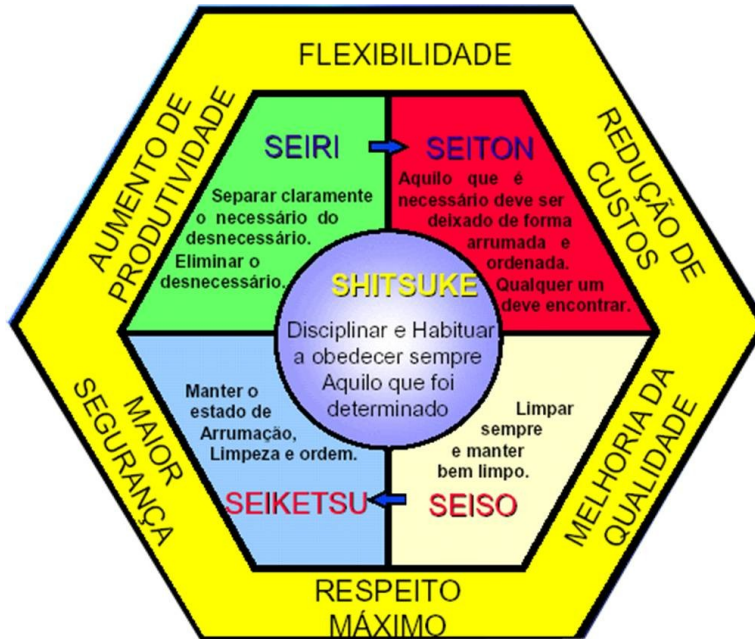 FLEXIBILIDADE
AUMENTO DE
PRODUTIVIDADE
REDUÇÃO DE
CUSTOS
SEIRI
Separar claramente
o necessário do
desnecessário.
Eliminar o
desnecessário.
SEITON
Aquilo que é
necessário deve ser
deixado de forma
arrumada e
ordenada.
Qualquer um
deve encontrar.
SHITSUKE
Disciplinar e Habituar
a obedecer sempre
Aquilo que foi
determinado
Manter o
estado de
Arrumação,
Limpeza e ordem.
SEIKETSU
Limpar
sempre
e manter
bem limpo.
SEISO
MAIOR
SEGURANÇA
MELHORIA DA
QUALIDADE
RESPEITO
MÁXIMO